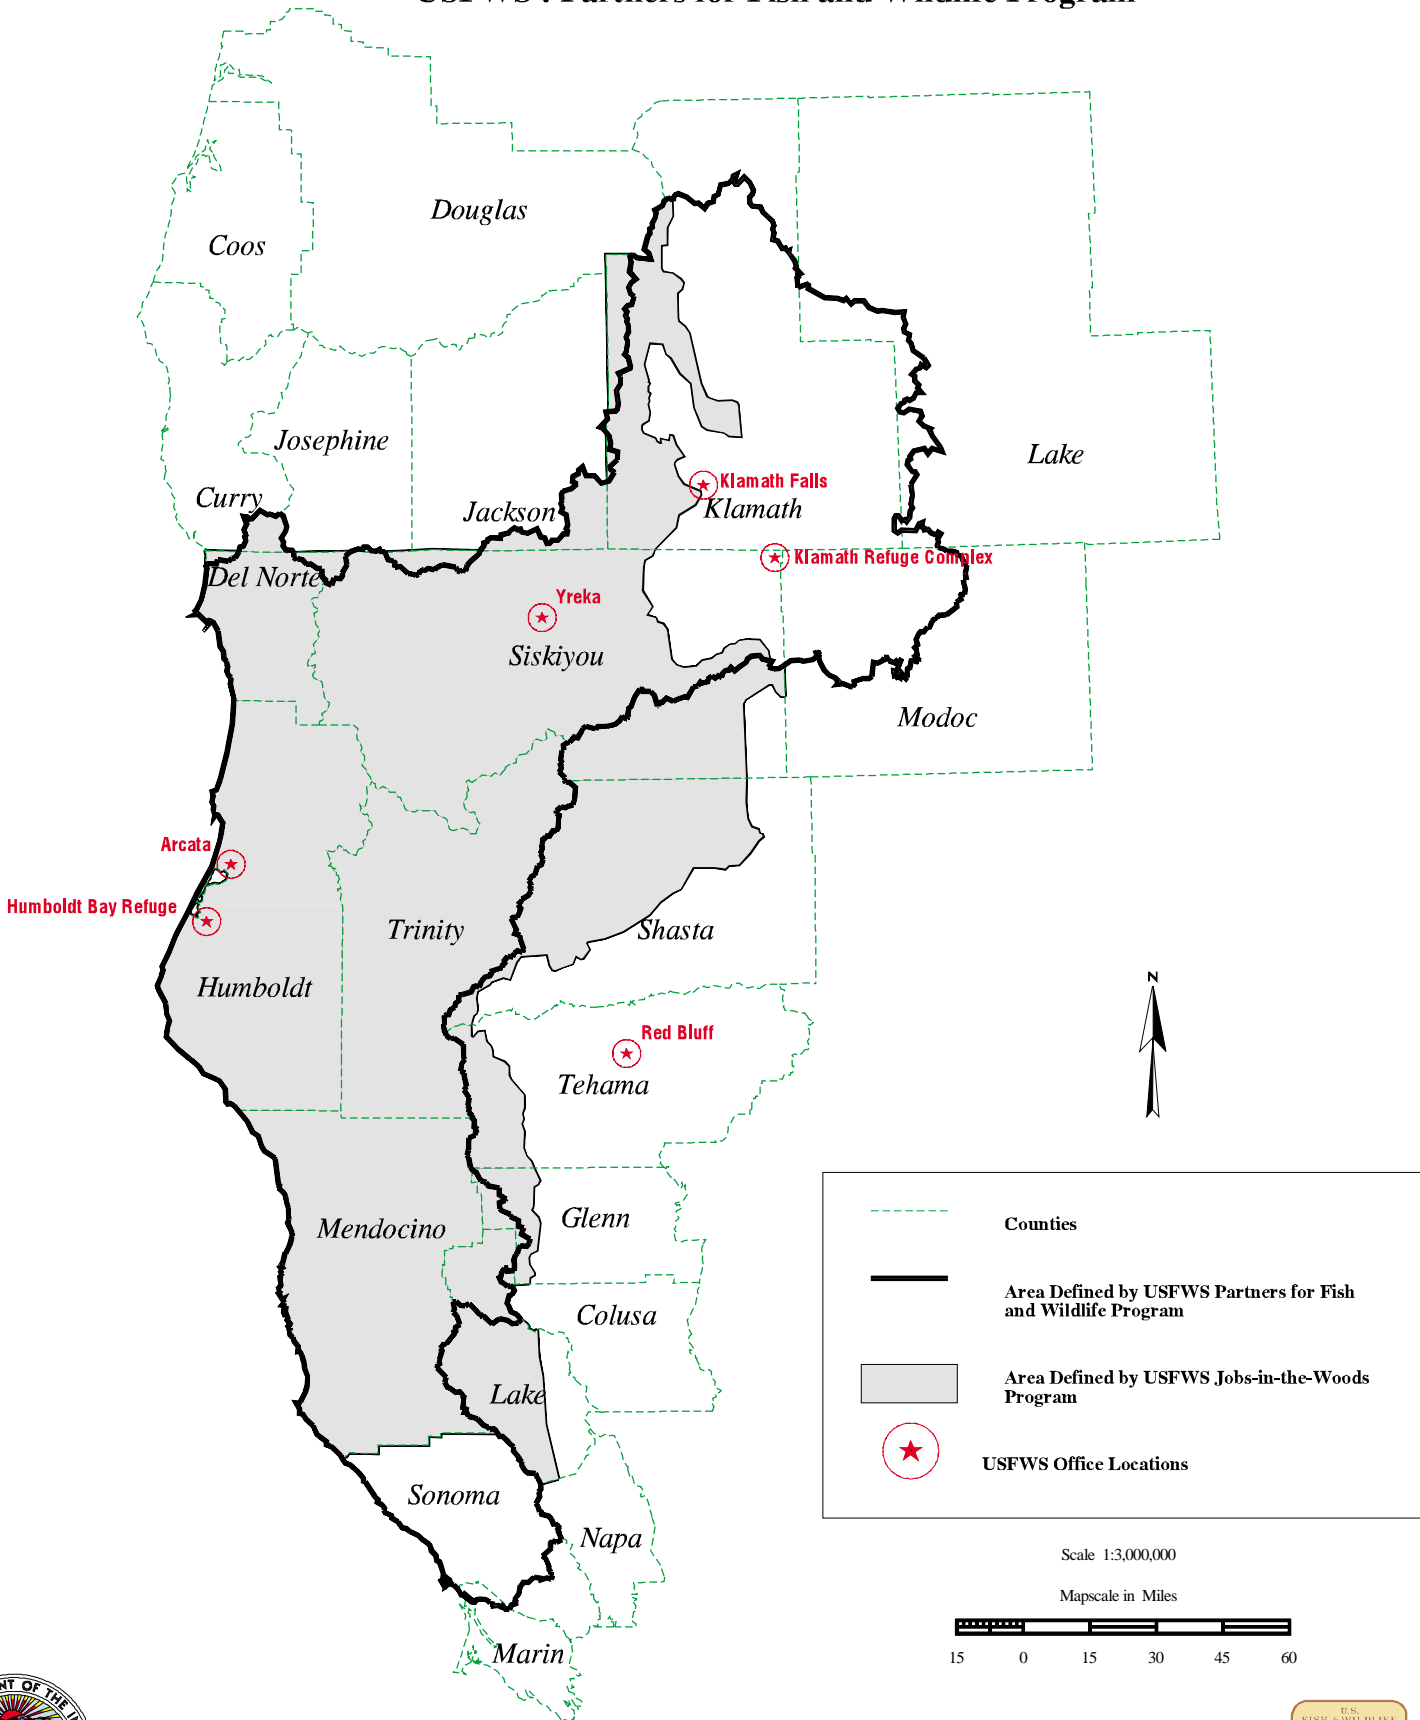 Douglas
Coos
Josephine
Lake
Klamath Falls
Curry
Jackson
Klamath
Klamath Refuge Complex
Del Norte
Yreka
Siskiyou
Modoc
Arcata
Humboldt Bay Refuge
Trinity
Shasta
Humboldt
N
Red Bluff
Tehama
Glenn
Mendocino
Counties
Area Defined by USFWS Partners for Fish
and Wildlife Program
Colusa
Area Defined by USFWS Jobs-in-the-Woods
Program
Lake
USFWS Office Locations
Sonoma
Napa
Scale 1:3,000,000
Mapscale in Miles
15 0 15 30 45 60
Marin
NT OF THE I
U.S.